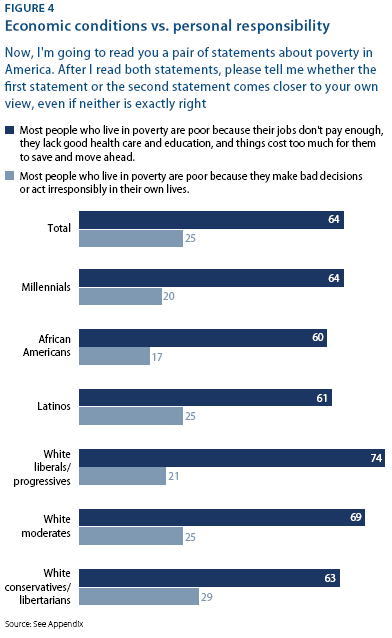 FIGURE 4
Economic conditions vs. personal responsibility
Now, I'm going to read you a pair of statements about poverty in
America. After I read both statements, please tell me whether the
first statement or the second statement comes closer to your own
view, even if neither is exactly right
Most people who live in poverty are poor because their jobs don't pay enough,
they lack good health care and education, and things cost too much for them
to save and move ahead.
Most people who live in poverty are poor because they make bad decisions
or act irresponsibly in their own lives.
Total
64
25
Millennials
64
20
African
Americans
60
17
Latinos
61
25
White
liberals/
progressives
74
21
White
moderates
69
25
White
conservatives/
libertarians
63
29
Source: See Appendix